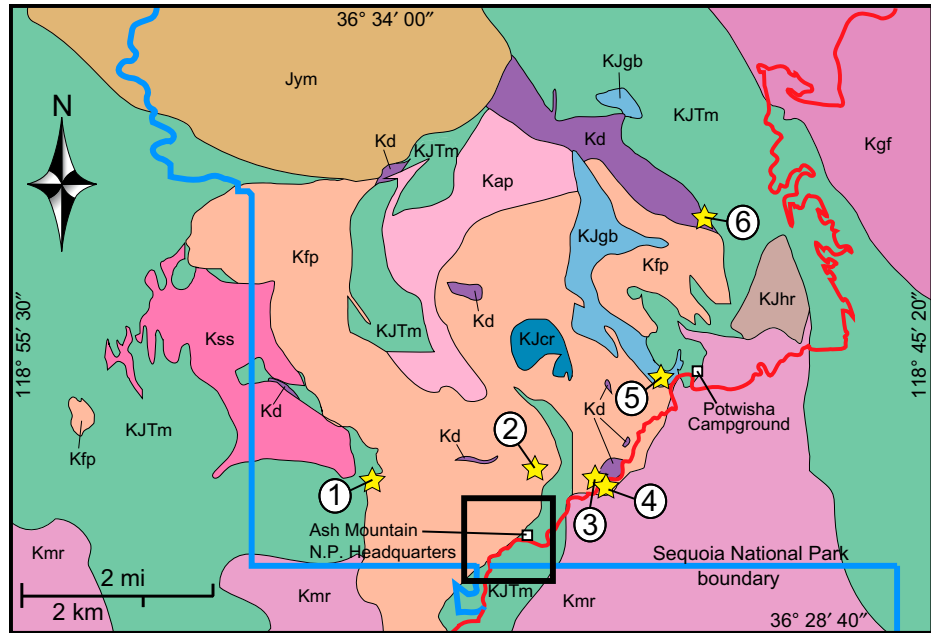 36° 34′ 00″
KJgb
Jym
KJTm
N
Kd
KJTm
Kd
Kgf
Kap
6
KJgb
Kfp
Kfp
KJhr
Kd
118° 55′ 30″
118° 45′ 20″
KJTm
Kss
KJcr
5
Potwisha
Campground
Kd
Kd
KJTm
Kd
2
Kfp
1
3
4
Ash Mountain
N.P. Headquarters
Kmr
Sequoia National Park
boundary
2 mi
2 km
Kmr
KJTm
Kmr
36° 28′ 40″